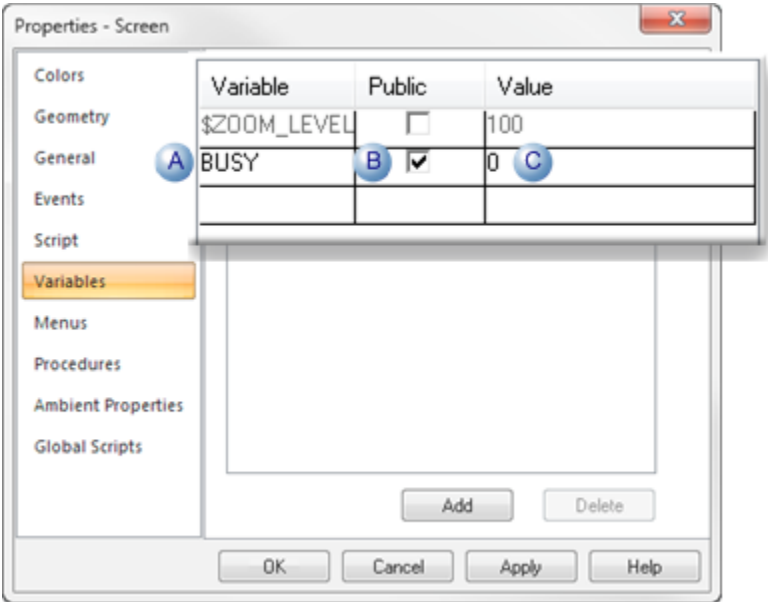 Properties - Screen
Colors
Geometry
General
Events
Script
Variables
Menus
Procedures
Ambient Properties
Global Scripts
Variable Public Value
$ZOOM_LEVEL 100
A BUSY B 0 C
Add Delete
OK Cancel Apply Help